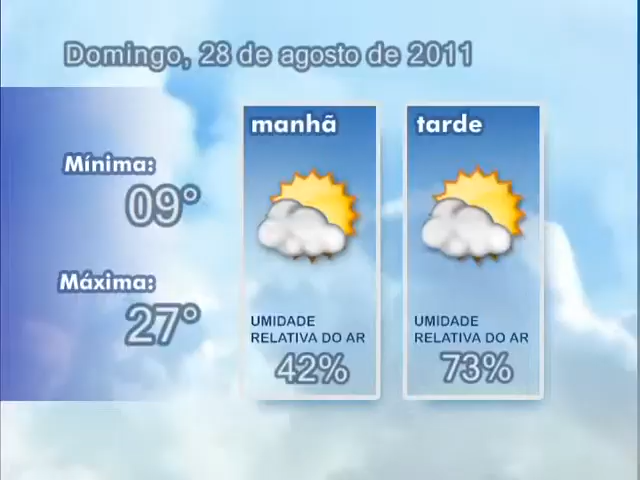 Domingo, 28 de agosto de 2011
Mínima:
09°
Máxima:
27°
manhã
UMIDADE
RELATIVA DO AR
42%
tarde
UMIDADE
RELATIVA DO AR
73%